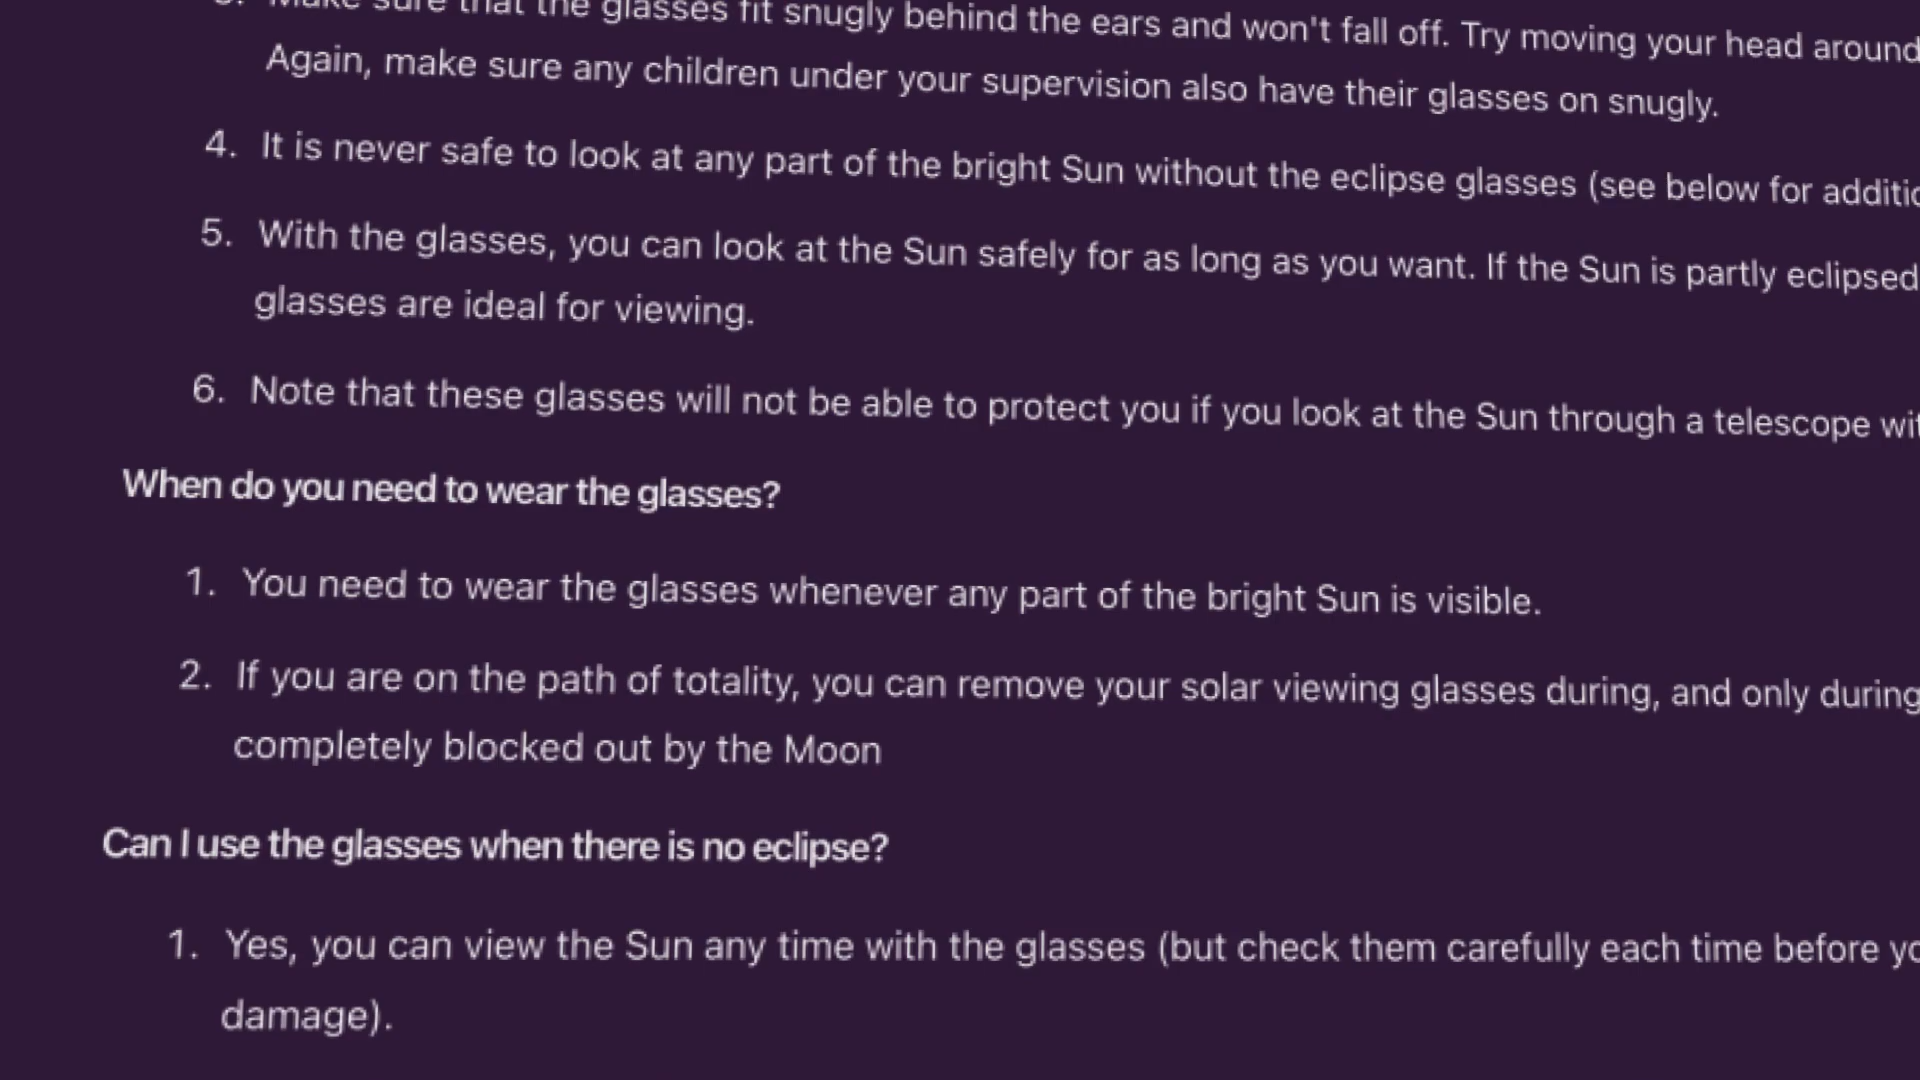 Make sure that the glasses fit snugly behind the ears and won't fall off. Try moving your head around
Again, make sure any children under your supervision also have their glasses on snugly.
4. It is never safe to look at any part of the bright Sun without the eclipse glasses (see below for additio
5. With the glasses, you can look at the Sun safely for as long as you want. If the Sun is partly eclipsed
glasses are ideal for viewing.
6. Note that these glasses will not be able to protect you if you look at the Sun through a telescope wit
When do you need to wear the glasses?
1. You need to wear the glasses whenever any part of the bright Sun is visible.
2. If you are on the path of totality, you can remove your solar viewing glasses during, and only during
completely blocked out by the Moon
Can I use the glasses when there is no eclipse?
1. Yes, you can view the Sun any time with the glasses (but check them carefully each time before yo
damage).